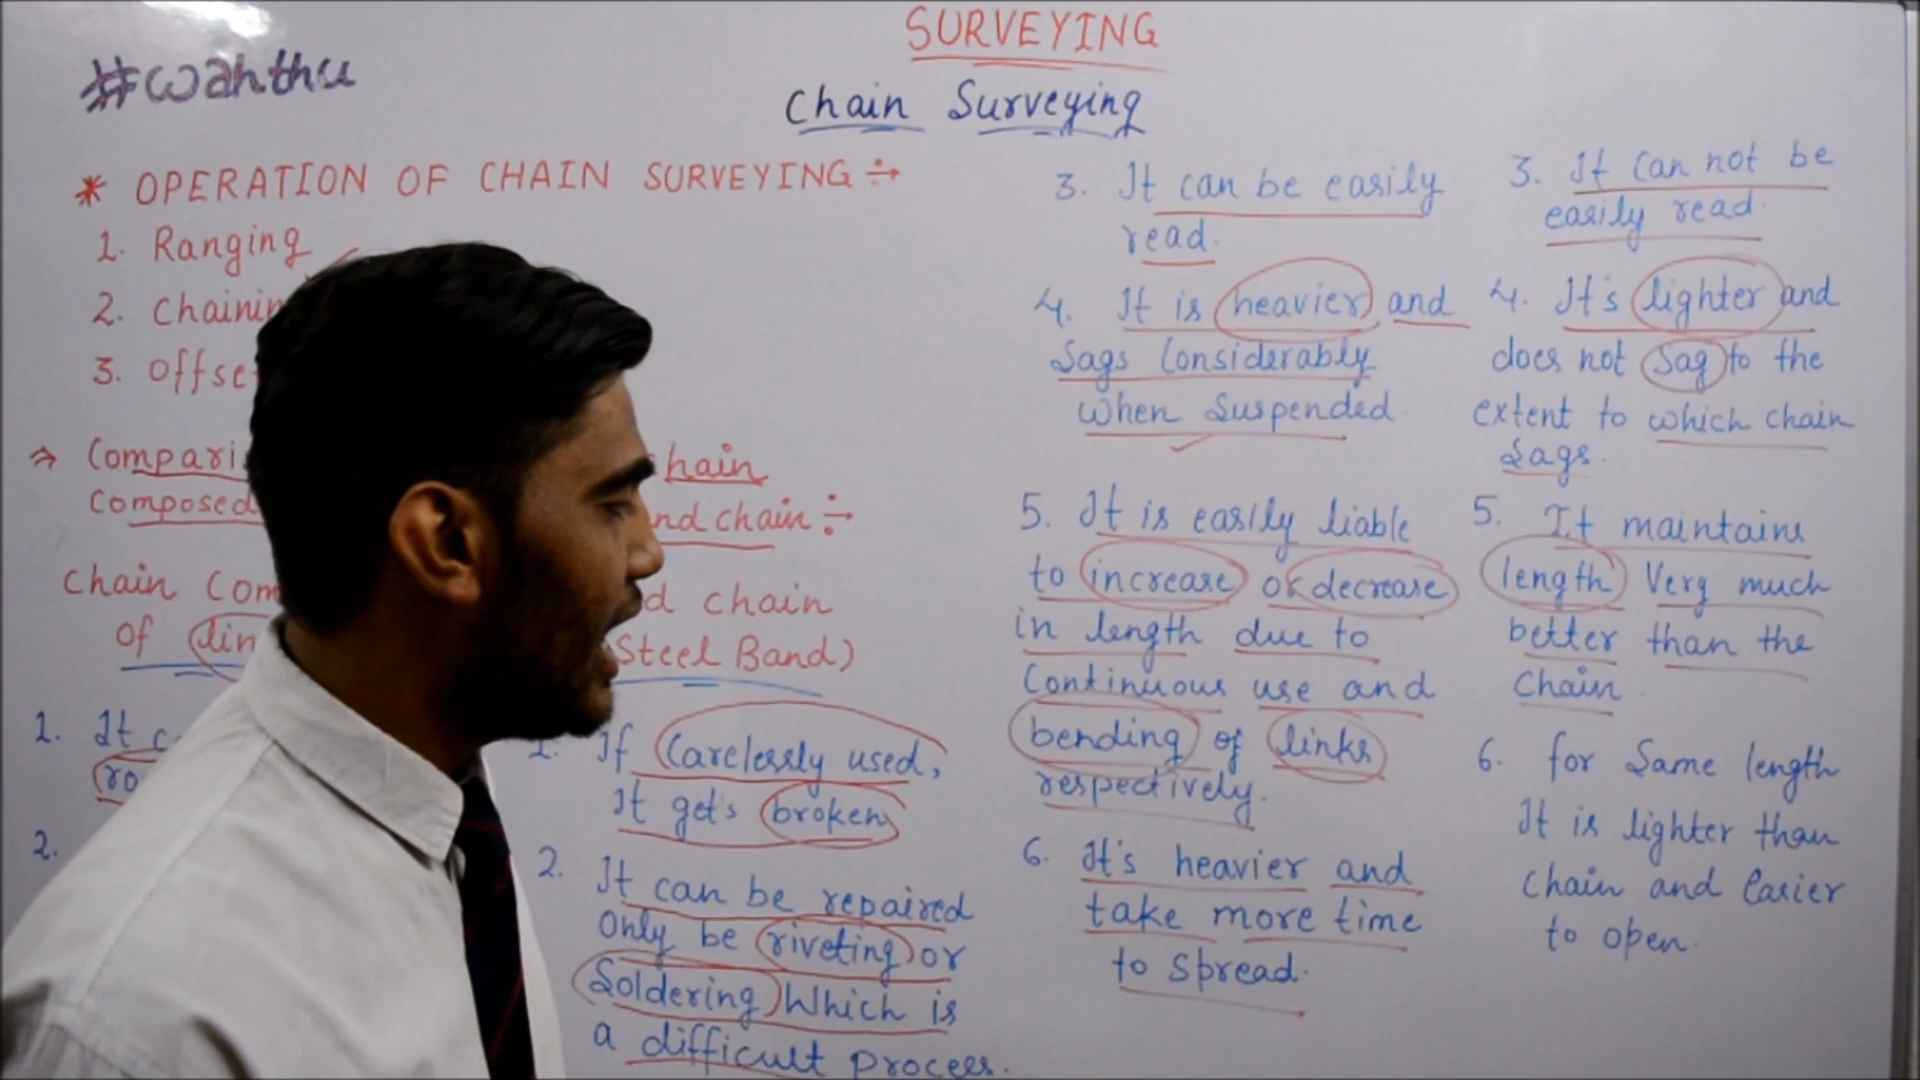 SURVEYING
#wanthu
Chain Surveying
* OPERATION OF CHAIN SURVEYING ÷→
1. Ranging
2. Chainin
3. Offse
→ Compari hain
Composed nd chain ÷→
Chain Com d chain
of lin Steel Band)
1. It c
ro
2.
1. If Carelessly used,
It get's broken
2. It can be repaired
Only be riveting or
Soldering Which is
a difficult process.
3. It can be easily
read.
4. It is heavier and
Sags Considerably
When Suspended
5. It is easily liable
to increase or decrease
in length due to
Continuous use and
bending of links
respectively.
6. It's heavier and
take more time
to Spread.
3. It Can not be
easily read.
4. It's lighter and
does not Sag to the
extent to which chain
Sags.
5. It maintains
length Very much
better than the
Chain.
6. for Same length
It is lighter than
Chain and Easier
to open.